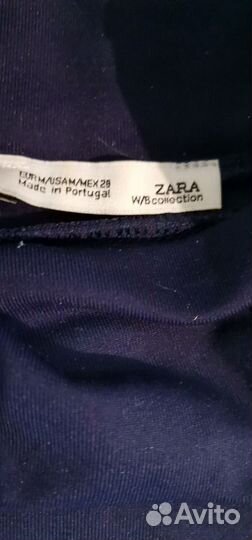 EUR M/USA M/MEX 28
Made in Portugal
ZARA
W/B collection
Avito